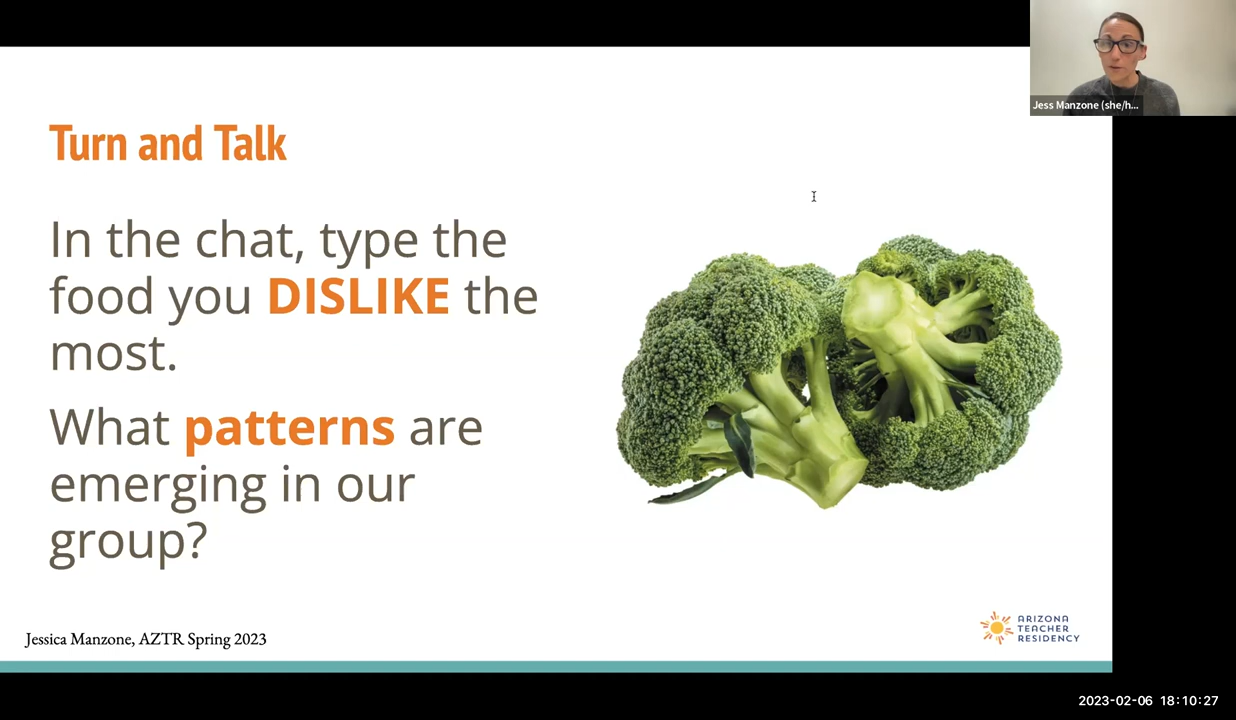 Jess Manzone (she/h...
Turn and Talk
In the chat, type the
food you DISLIKE the
most.
What patterns are
emerging in our
group?
Jessica Manzone, AZTR Spring 2023
ARIZONA
TEACHER
RESIDENCY
2023-02-06 18:10:27